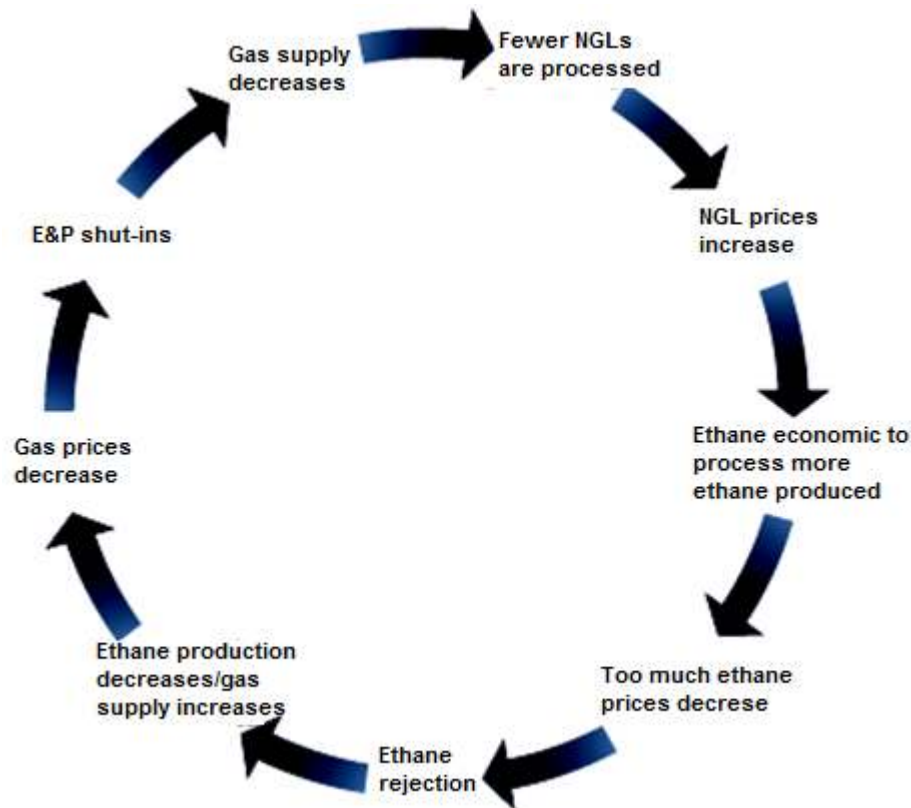 Gas supply
decreases
Fewer NGLs
are processed
NGL prices
increase
Ethane economic to
process more
ethane produced
Too much ethane
prices decrese
Ethane
rejection
Ethane production
decreases/gas
supply increases
Gas prices
decrease
E&P shut-ins